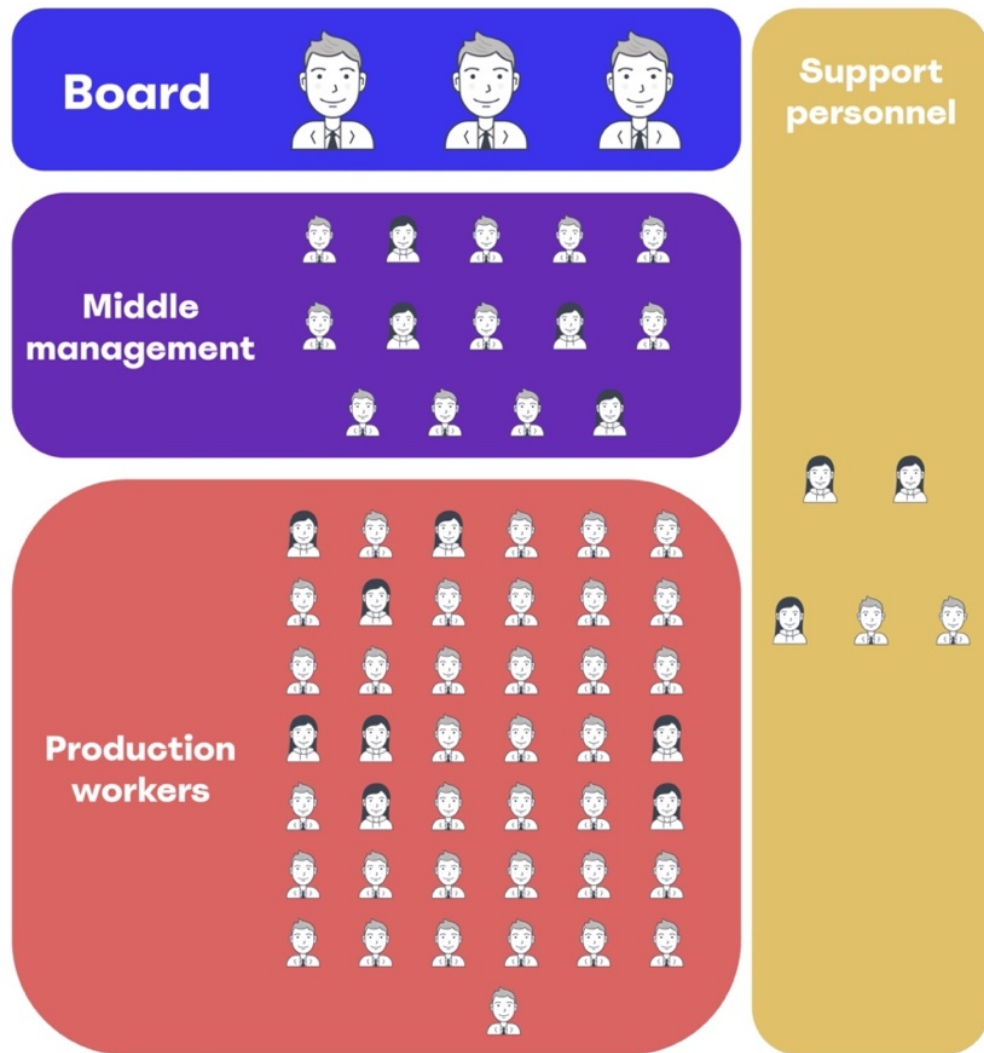 Board
Support
personnel
Middle
management
Production
workers